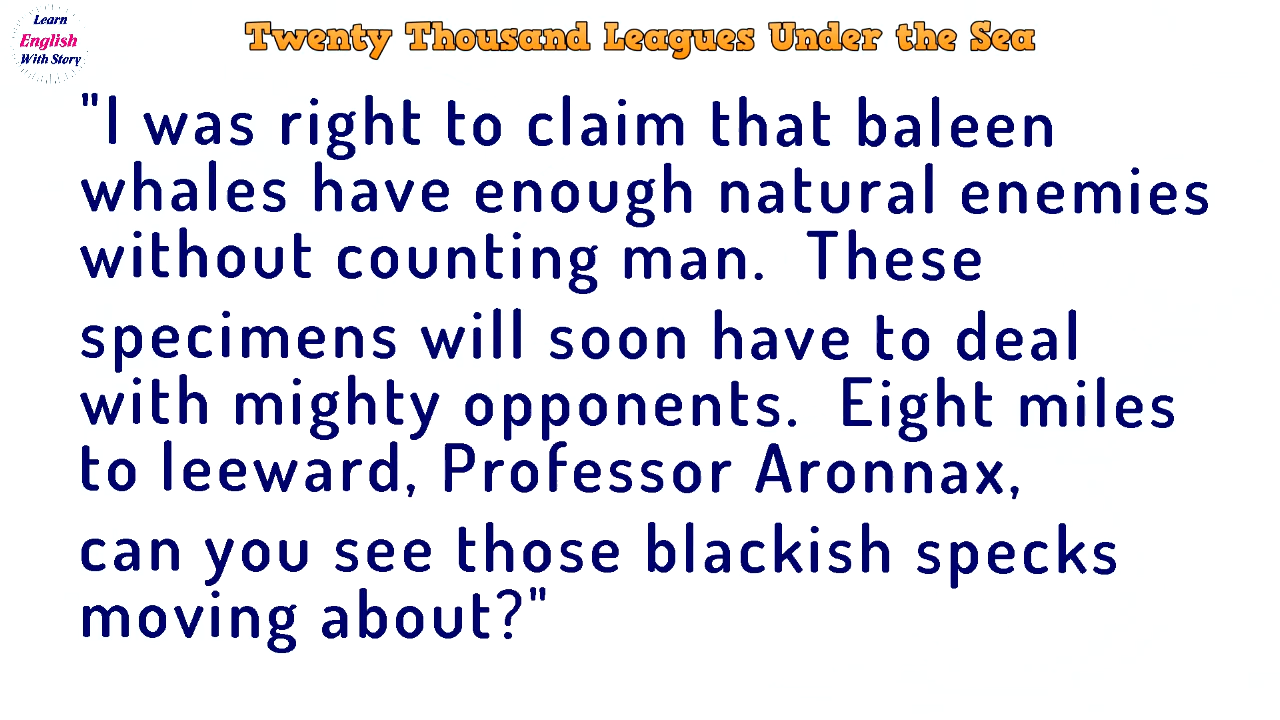 Learn
English
With Story
Twenty Thousand Leagues Under the Sea
"I was right to claim that baleen
whales have enough natural enemies
without counting man.  These
specimens will soon have to deal
with mighty opponents.  Eight miles
to leeward, Professor Aronnax,
can you see those blackish specks
moving about?"